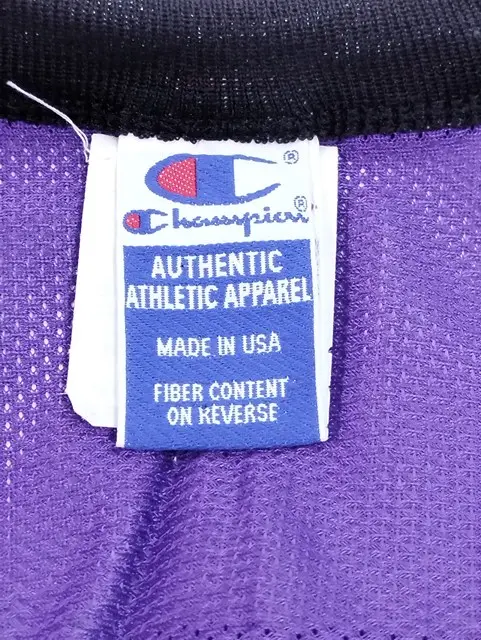 Champion
AUTHENTIC
ATHLETIC APPAREL
MADE IN USA
FIBER CONTENT
ON REVERSE